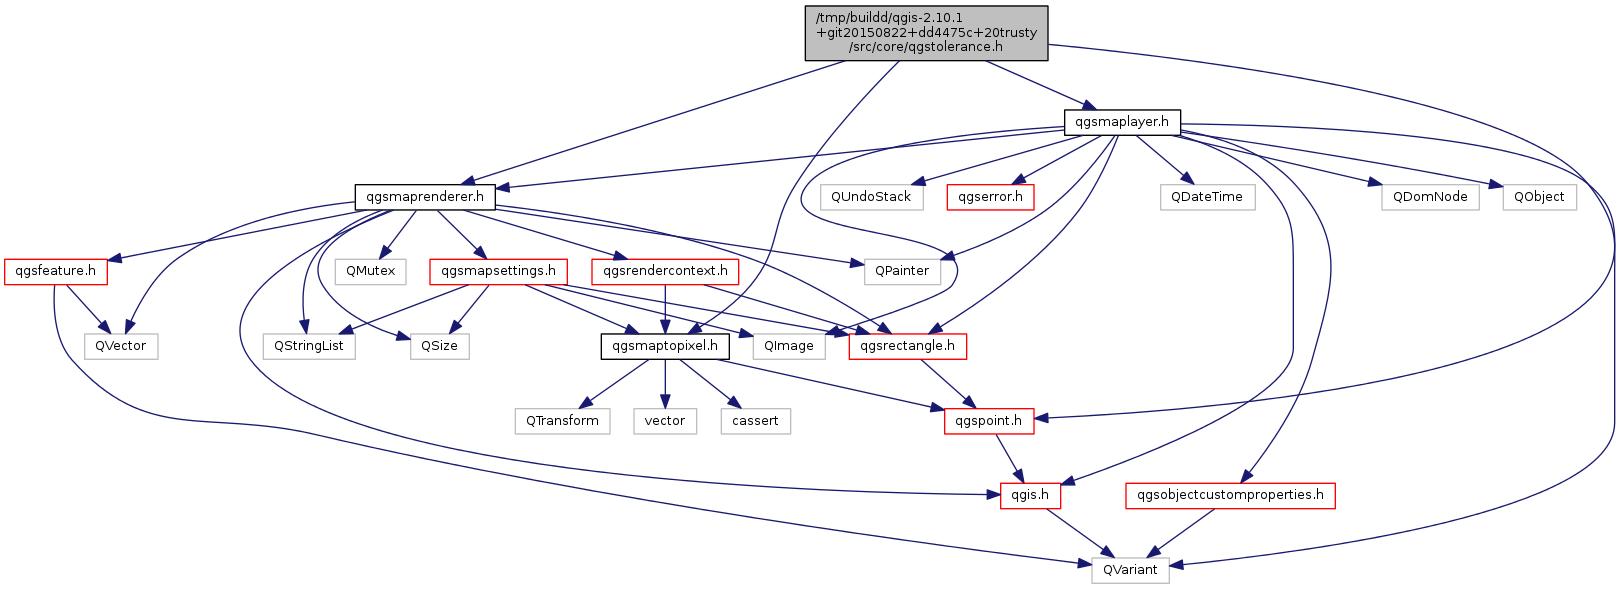 /tmp/buildd/qgis-2.10.1
+git20150822+dd4475c+20trusty
/src/core/qgstolerance.h
qgsmaplayer.h
qgsmaprenderer.h
QUndoStack
qgserror.h
QDateTime
QDomNode
QObject
qgsfeature.h
QMutex
qgsmapsettings.h
qgsrendercontext.h
QPainter
QVector
QStringList
QSize
qgsmaptopixel.h
QImage
qgsrectangle.h
QTransform
vector
cassert
qgspoint.h
qgis.h
qgsobjectcustomproperties.h
QVariant